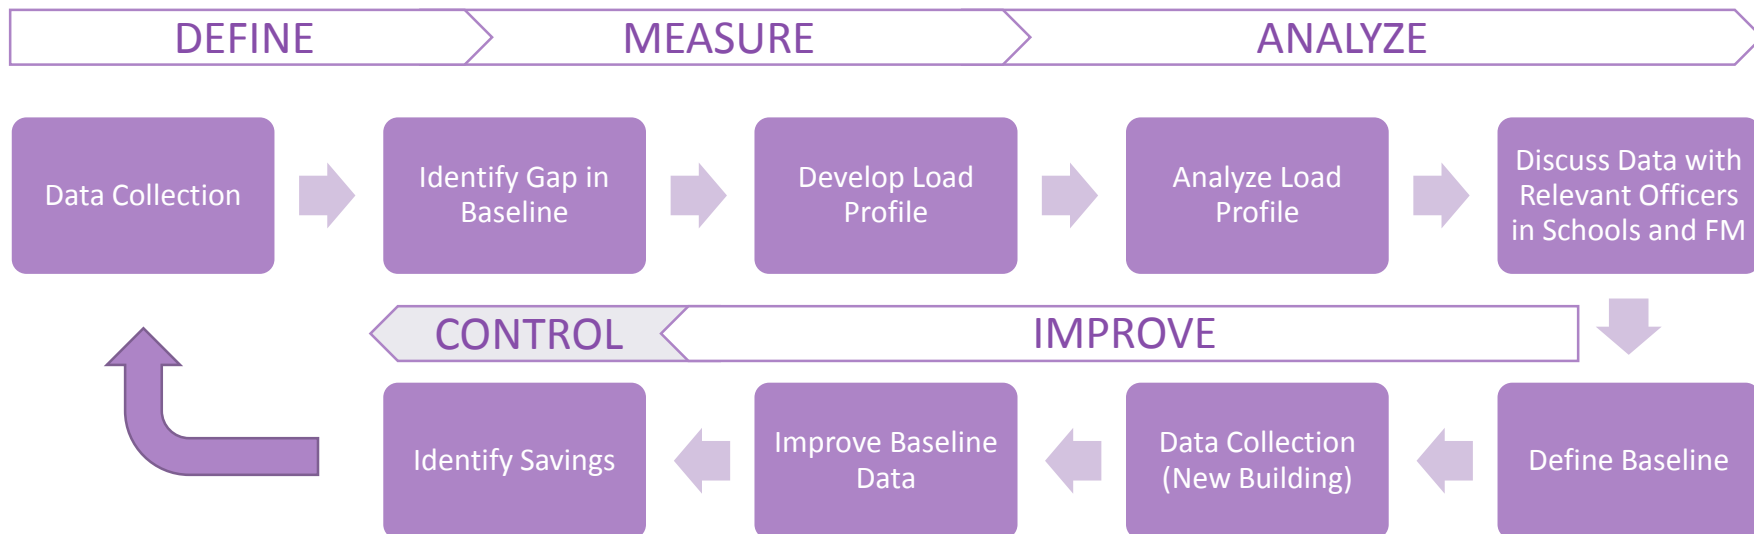 DEFINE
MEASURE
ANALYZE
Data Collection
Identify Gap in
Baseline
Develop Load
Profile
Analyze Load
Profile
Discuss Data with
Relevant Officers
in Schools and FM
CONTROL
IMPROVE
Identify Savings
Improve Baseline
Data
Data Collection
(New Building)
Define Baseline